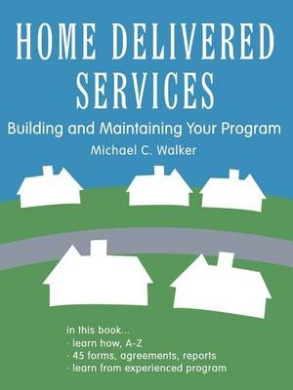 HOME DELIVERED
SERVICES
Building and Maintaining Your Program
Michael C. Walker
in this book...
· learn how, A-Z
· 45 forms, agreements, reports
· learn from experienced program